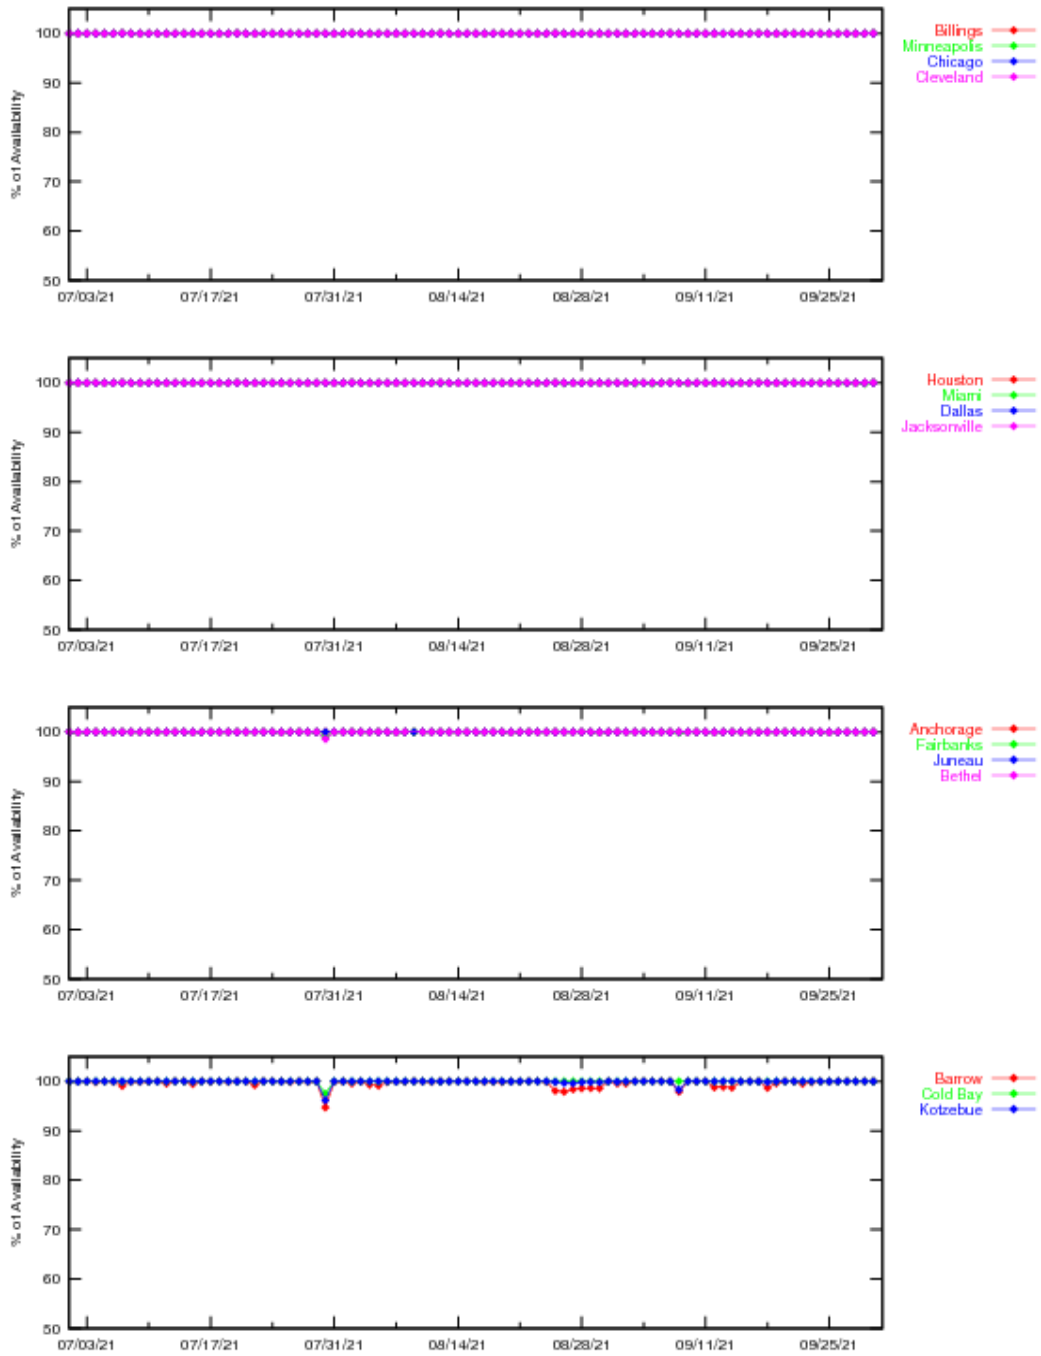 100
90
80
70
60
50
% of Availability
07/03/21 07/17/21 07/31/21 08/14/21 08/28/21 09/11/21 09/25/21
Billings
Minneapolis
Chicago
Cleveland
100
90
80
70
60
50
% of Availability
07/03/21 07/17/21 07/31/21 08/14/21 08/28/21 09/11/21 09/25/21
Houston
Miami
Dallas
Jacksonville
100
90
80
70
60
50
% of Availability
07/03/21 07/17/21 07/31/21 08/14/21 08/28/21 09/11/21 09/25/21
Anchorage
Fairbanks
Juneau
Bethel
100
90
80
70
60
50
% of Availability
07/03/21 07/17/21 07/31/21 08/14/21 08/28/21 09/11/21 09/25/21
Barrow
Cold Bay
Kotzebue